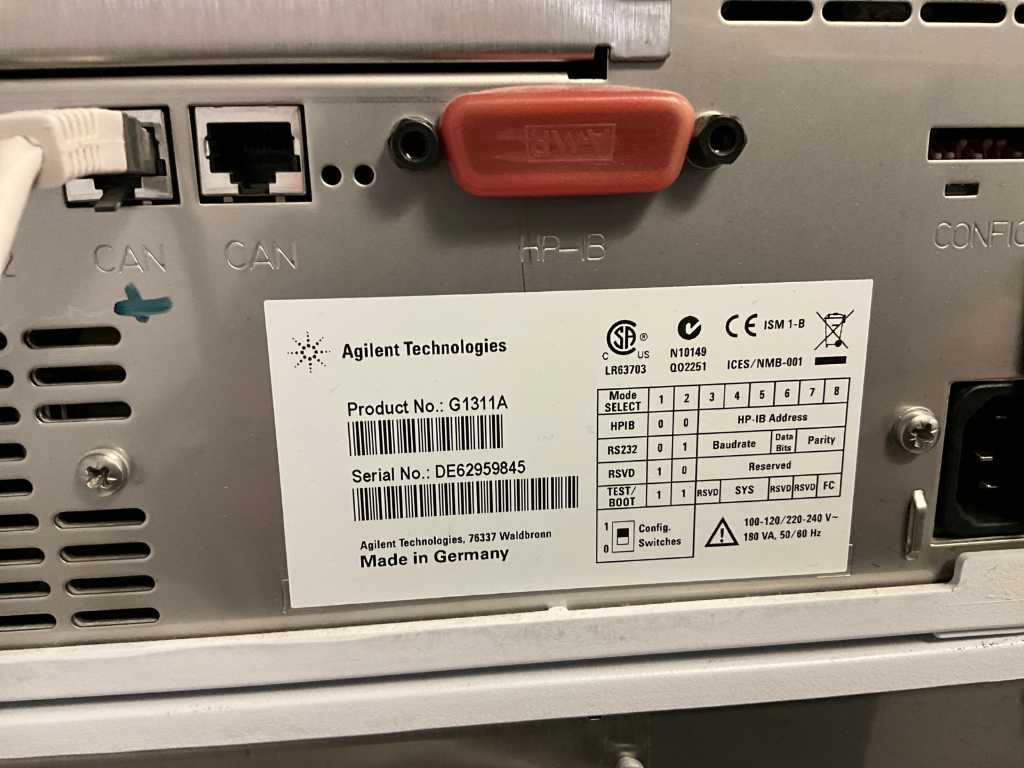 AMP
CAN
CAN
HP-IB
CONFIG
Agilent Technologies
Product No.: G1311A
Serial No.: DE62959845
Agilent Technologies, 76337 Waldbronn
Made in Germany
C SA ® US
LR63703
N10149
Q02251
CE ISM 1-B
ICES/NMB-001
Mode SELECT 1 2 3 4 5 6 7 8
HPIB 0 0 HP-IB Address
RS232 0 1 Baudrate Data Bits Parity
RSVD 1 0 Reserved
TEST/BOOT 1 1 RSVD SYS RSVD RSVD FC
1
0
Config.
Switches
100-120/220-240 V~
180 VA, 50/60 Hz